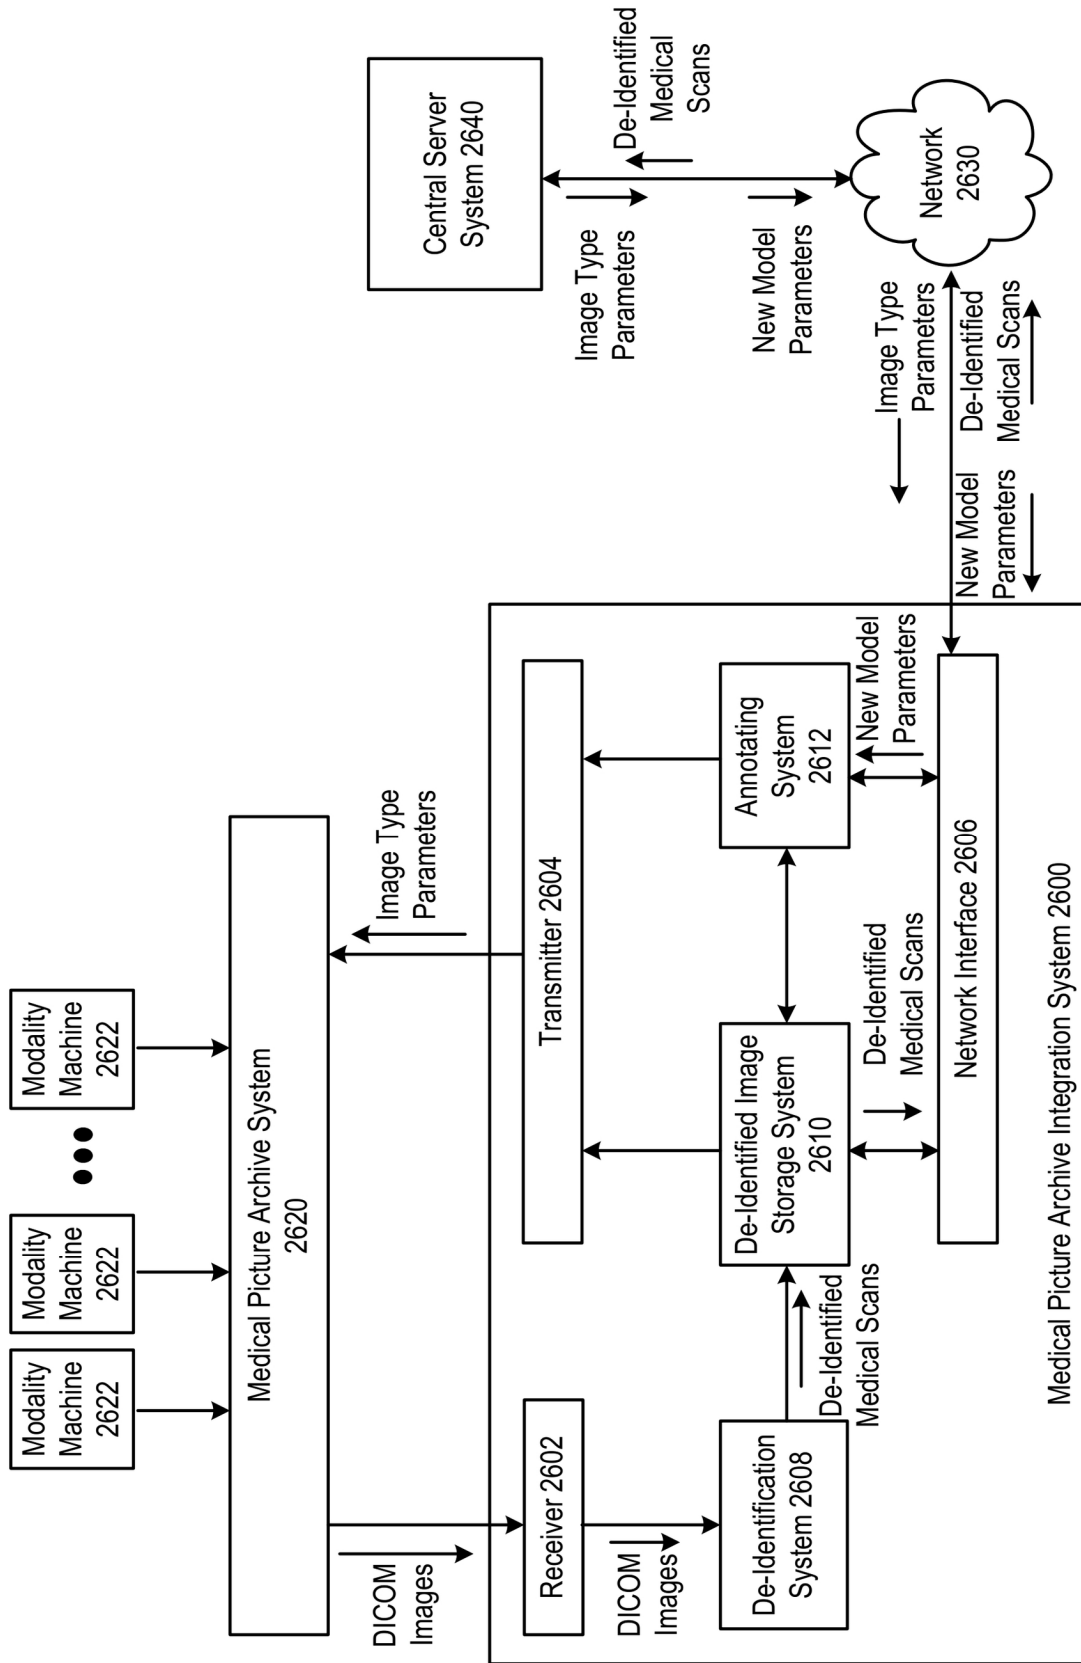 Modality
Machine
2622
Modality
Machine
2622
Modality
Machine
2622
Medical Picture Archive System
2620
DICOM
Images
Image Type
Parameters
Receiver 2602
Transmitter 2604
DICOM
Images
De-Identification
System 2608
De-Identified
Medical Scans
De-Identified Image
Storage System
2610
Annotating
System
2612
De-Identified
Medical Scans
New Model
Parameters
Network Interface 2606
Medical Picture Archive Integration System 2600
Central Server
System 2640
Image Type
Parameters
De-Identified
Medical
Scans
New Model
Parameters
Network
2630
Image Type
Parameters
De-Identified
Medical Scans
New Model
Parameters